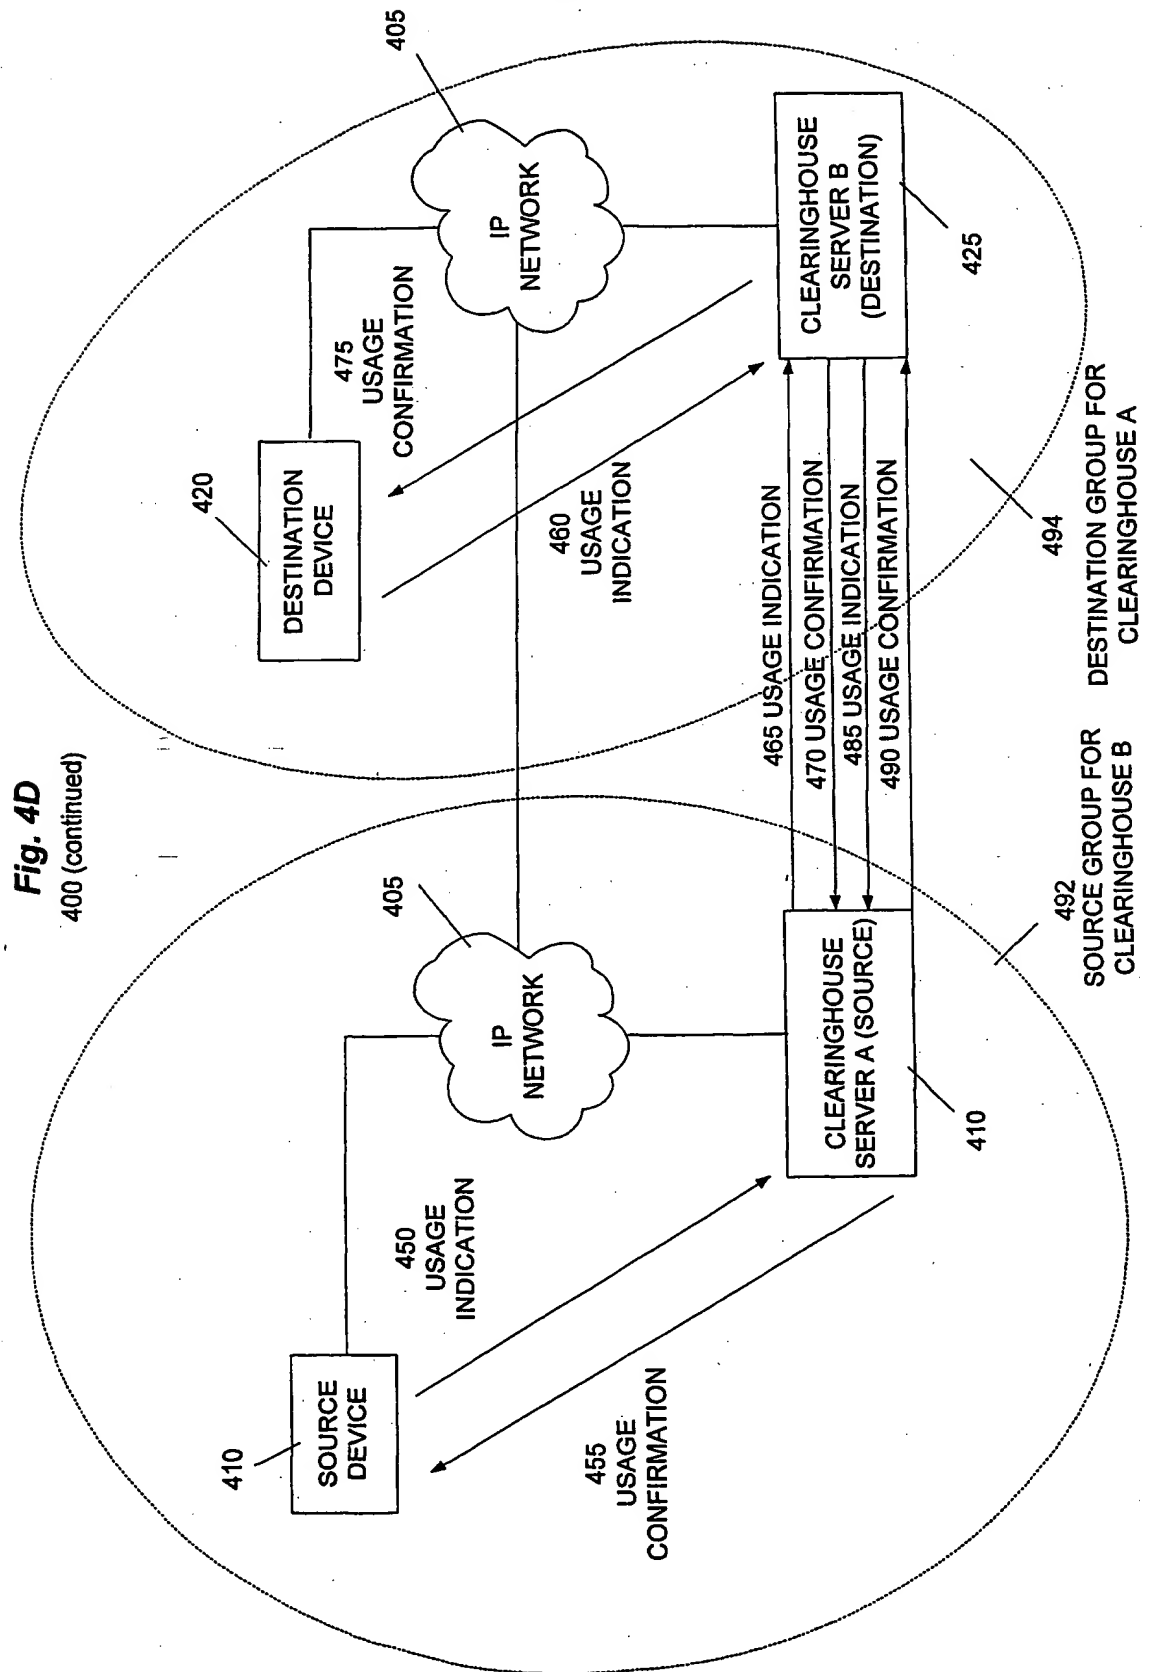 Fig. 4D
400 (continued)
410
SOURCE
DEVICE
450
USAGE
INDICATION
455
USAGE
CONFIRMATION
405
IP
NETWORK
CLEARINGHOUSE
SERVER A (SOURCE)
410
492
SOURCE GROUP FOR
CLEARINGHOUSE B
420
DESTINATION
DEVICE
475
USAGE
CONFIRMATION
460
USAGE
INDICATION
405
IP
NETWORK
465 USAGE INDICATION
470 USAGE CONFIRMATION
485 USAGE INDICATION
490 USAGE CONFIRMATION
CLEARINGHOUSE
SERVER B
(DESTINATION)
425
494
DESTINATION GROUP FOR
CLEARINGHOUSE A